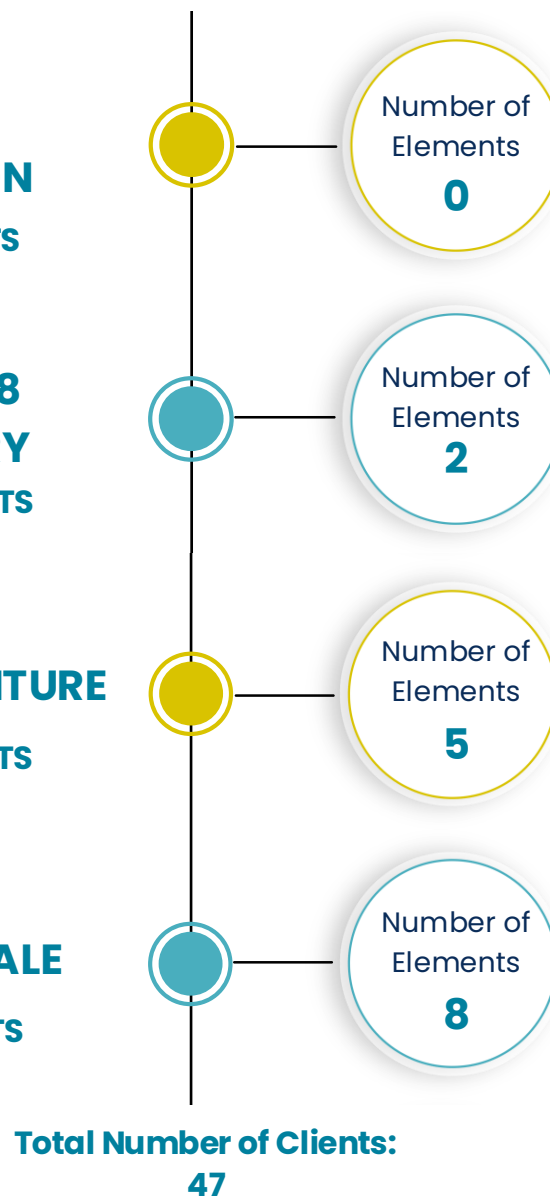 Number of
Elements
0
N
TS
Number of
Elements
2
8
Y
TS
Number of
Elements
5
ITURE
TS
Number of
Elements
8
ALE
TS
Total Number of Clients:
47